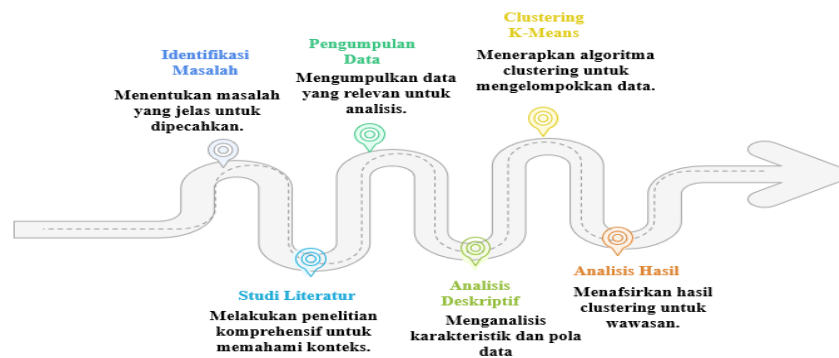 Identifikasi
Masalah
Menentukan masalah
yang jelas untuk
dipecahkan.
Studi Literatur
Melakukan penelitian
komprehensif untuk
memahami konteks.
Pengumpulan
Data
Mengumpulkan data
yang relevan untuk
analisis.
Analisis
Deskriptif
Menganalisis
karakteristik dan pola
data
Clustering
K-Means
Menerapkan algoritma
clustering untuk
mengelompokkan data.
Analisis Hasil
Menafsirkan hasil
clustering untuk
wawasan.